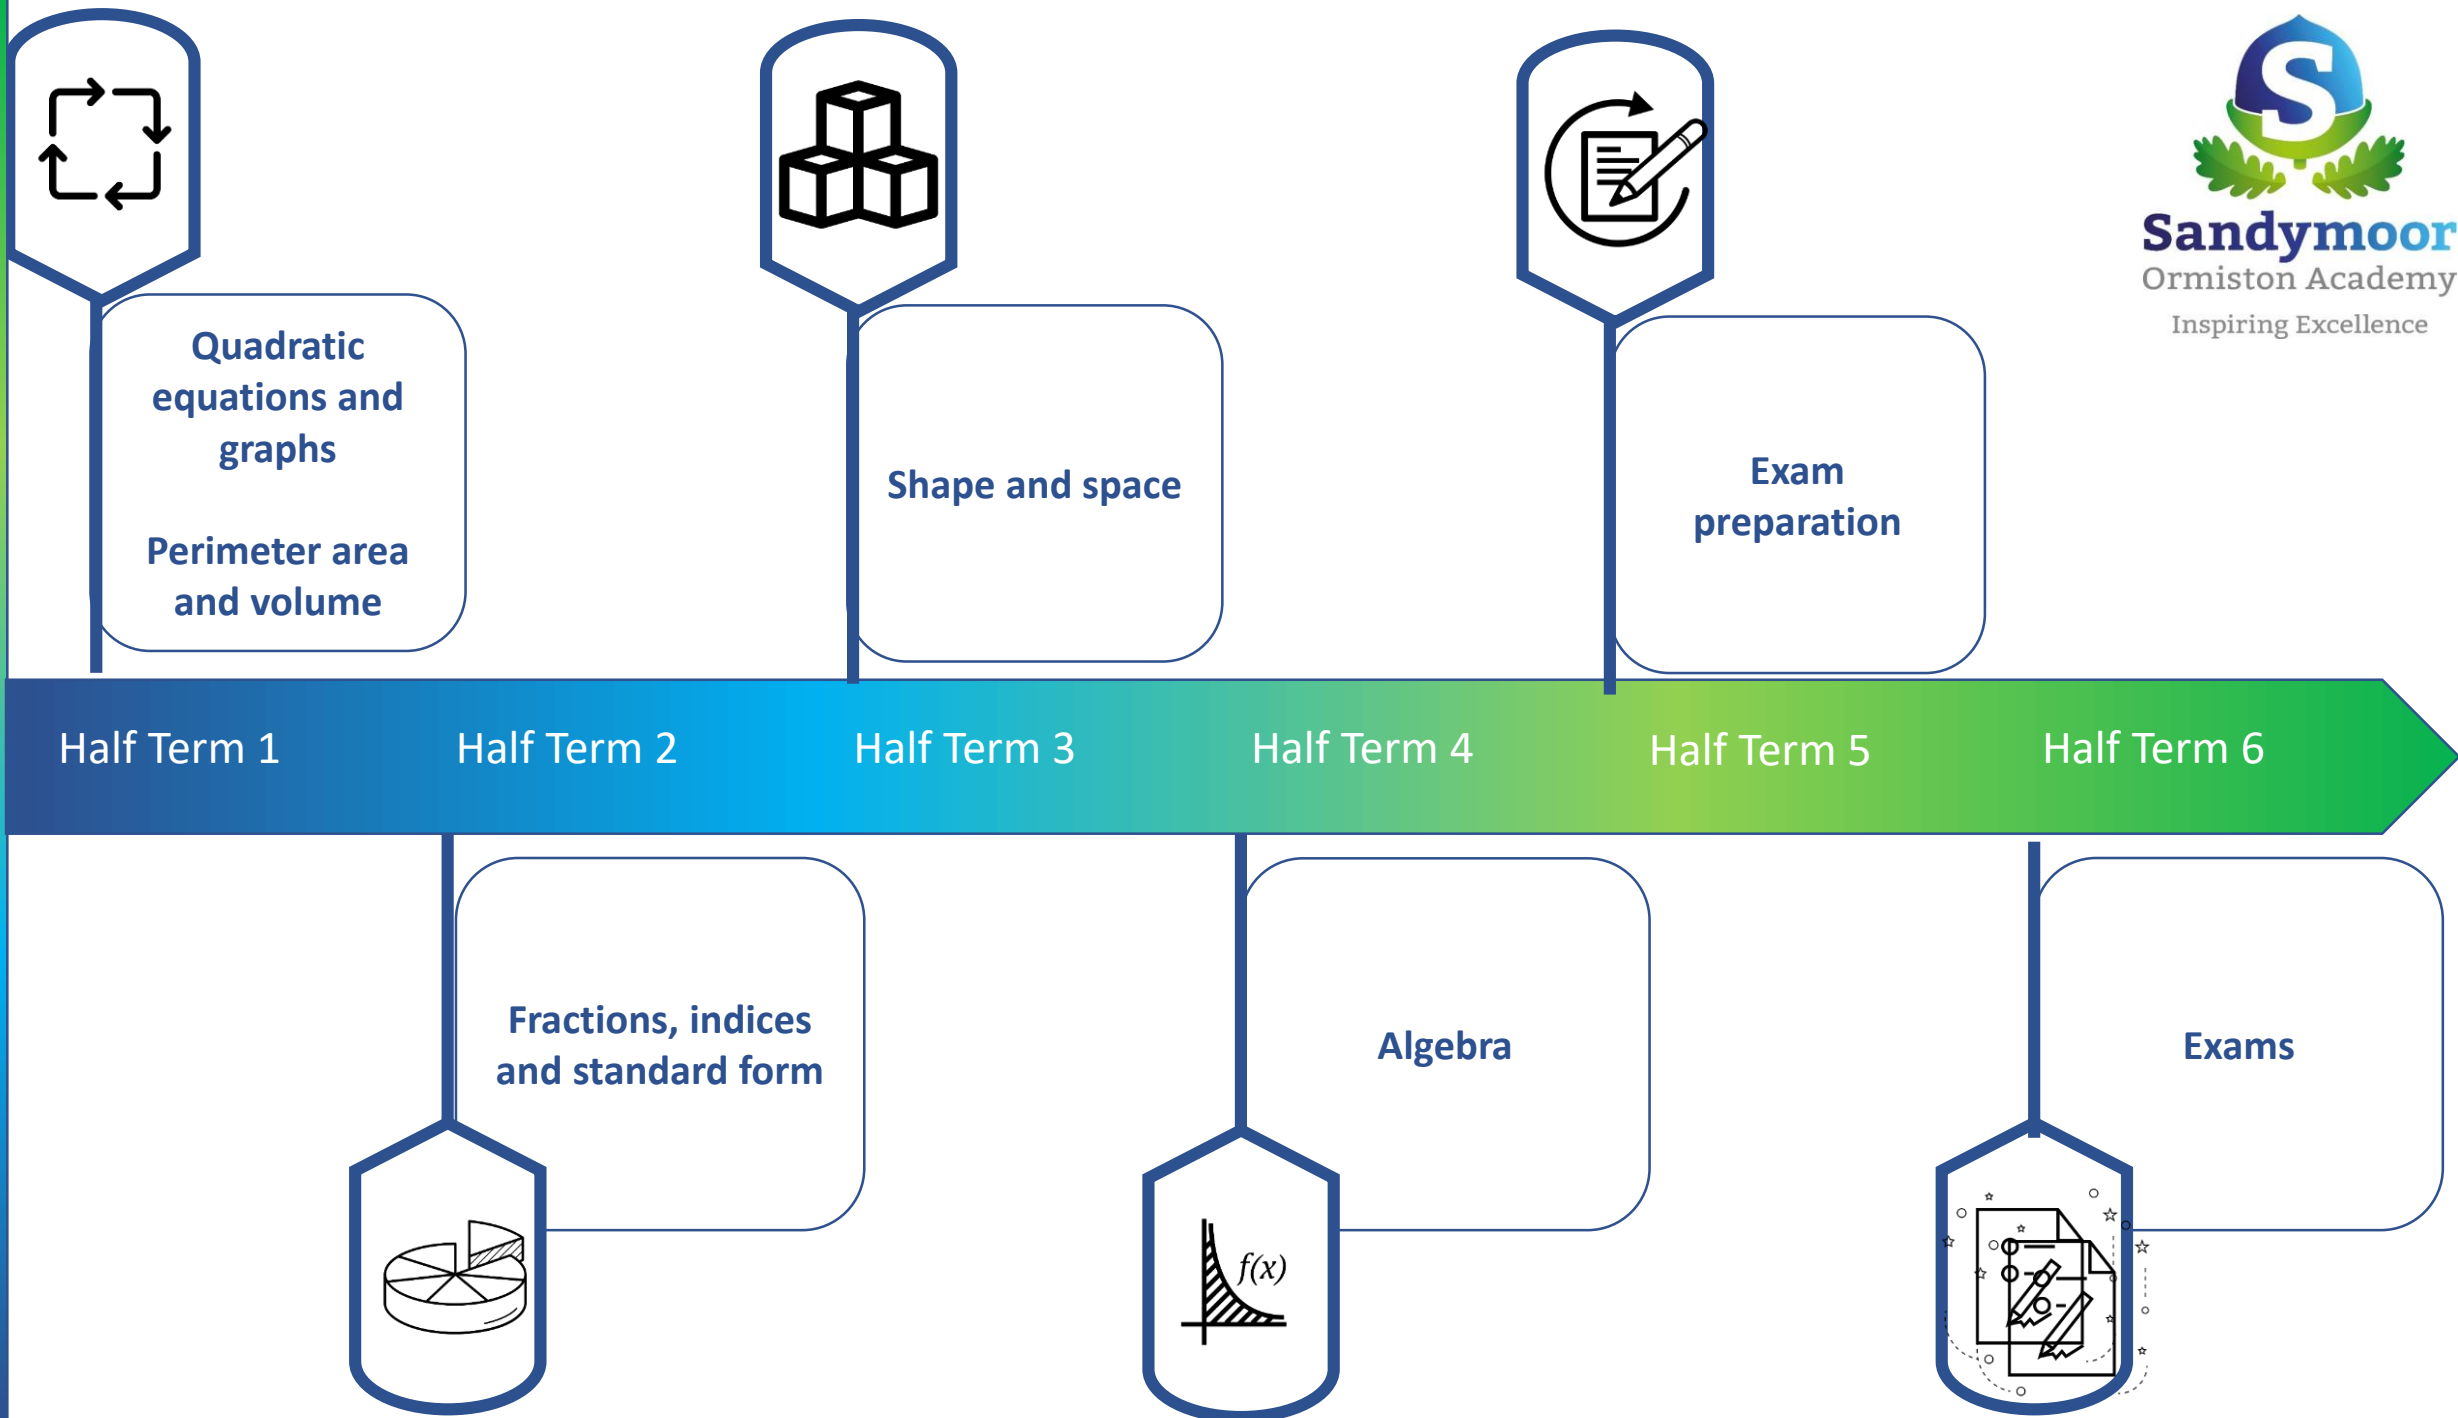 S
Sandymoor
Ormiston Academy
Inspiring Excellence
Quadratic
equations and
graphs
Perimeter area
and volume
Shape and space
Exam
preparation
Half Term 1
Half Term 2
Half Term 3
Half Term 4
Half Term 5
Half Term 6
Fractions, indices
and standard form
Algebra
Exams
f(x)